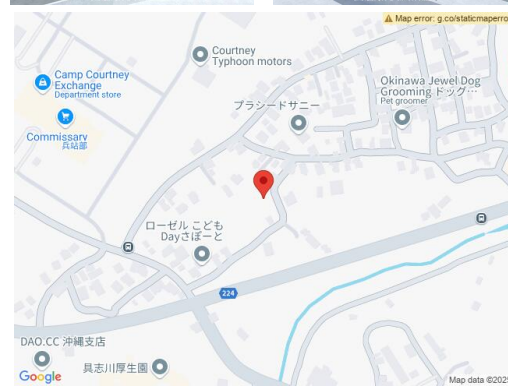 Map error: g.co/staticmaperro
Courtney
Typhoon motors
Camp Courtney
Exchange
Department store
Okinawa Jewel Dog
Grooming ドッグ…
Pet groomer
プラシードサニー
Commissary
兵站部
ローゼル こども
Dayさぽーと
224
DAO.CC 沖縄支店
具志川厚生園
Google
Map data ©2025